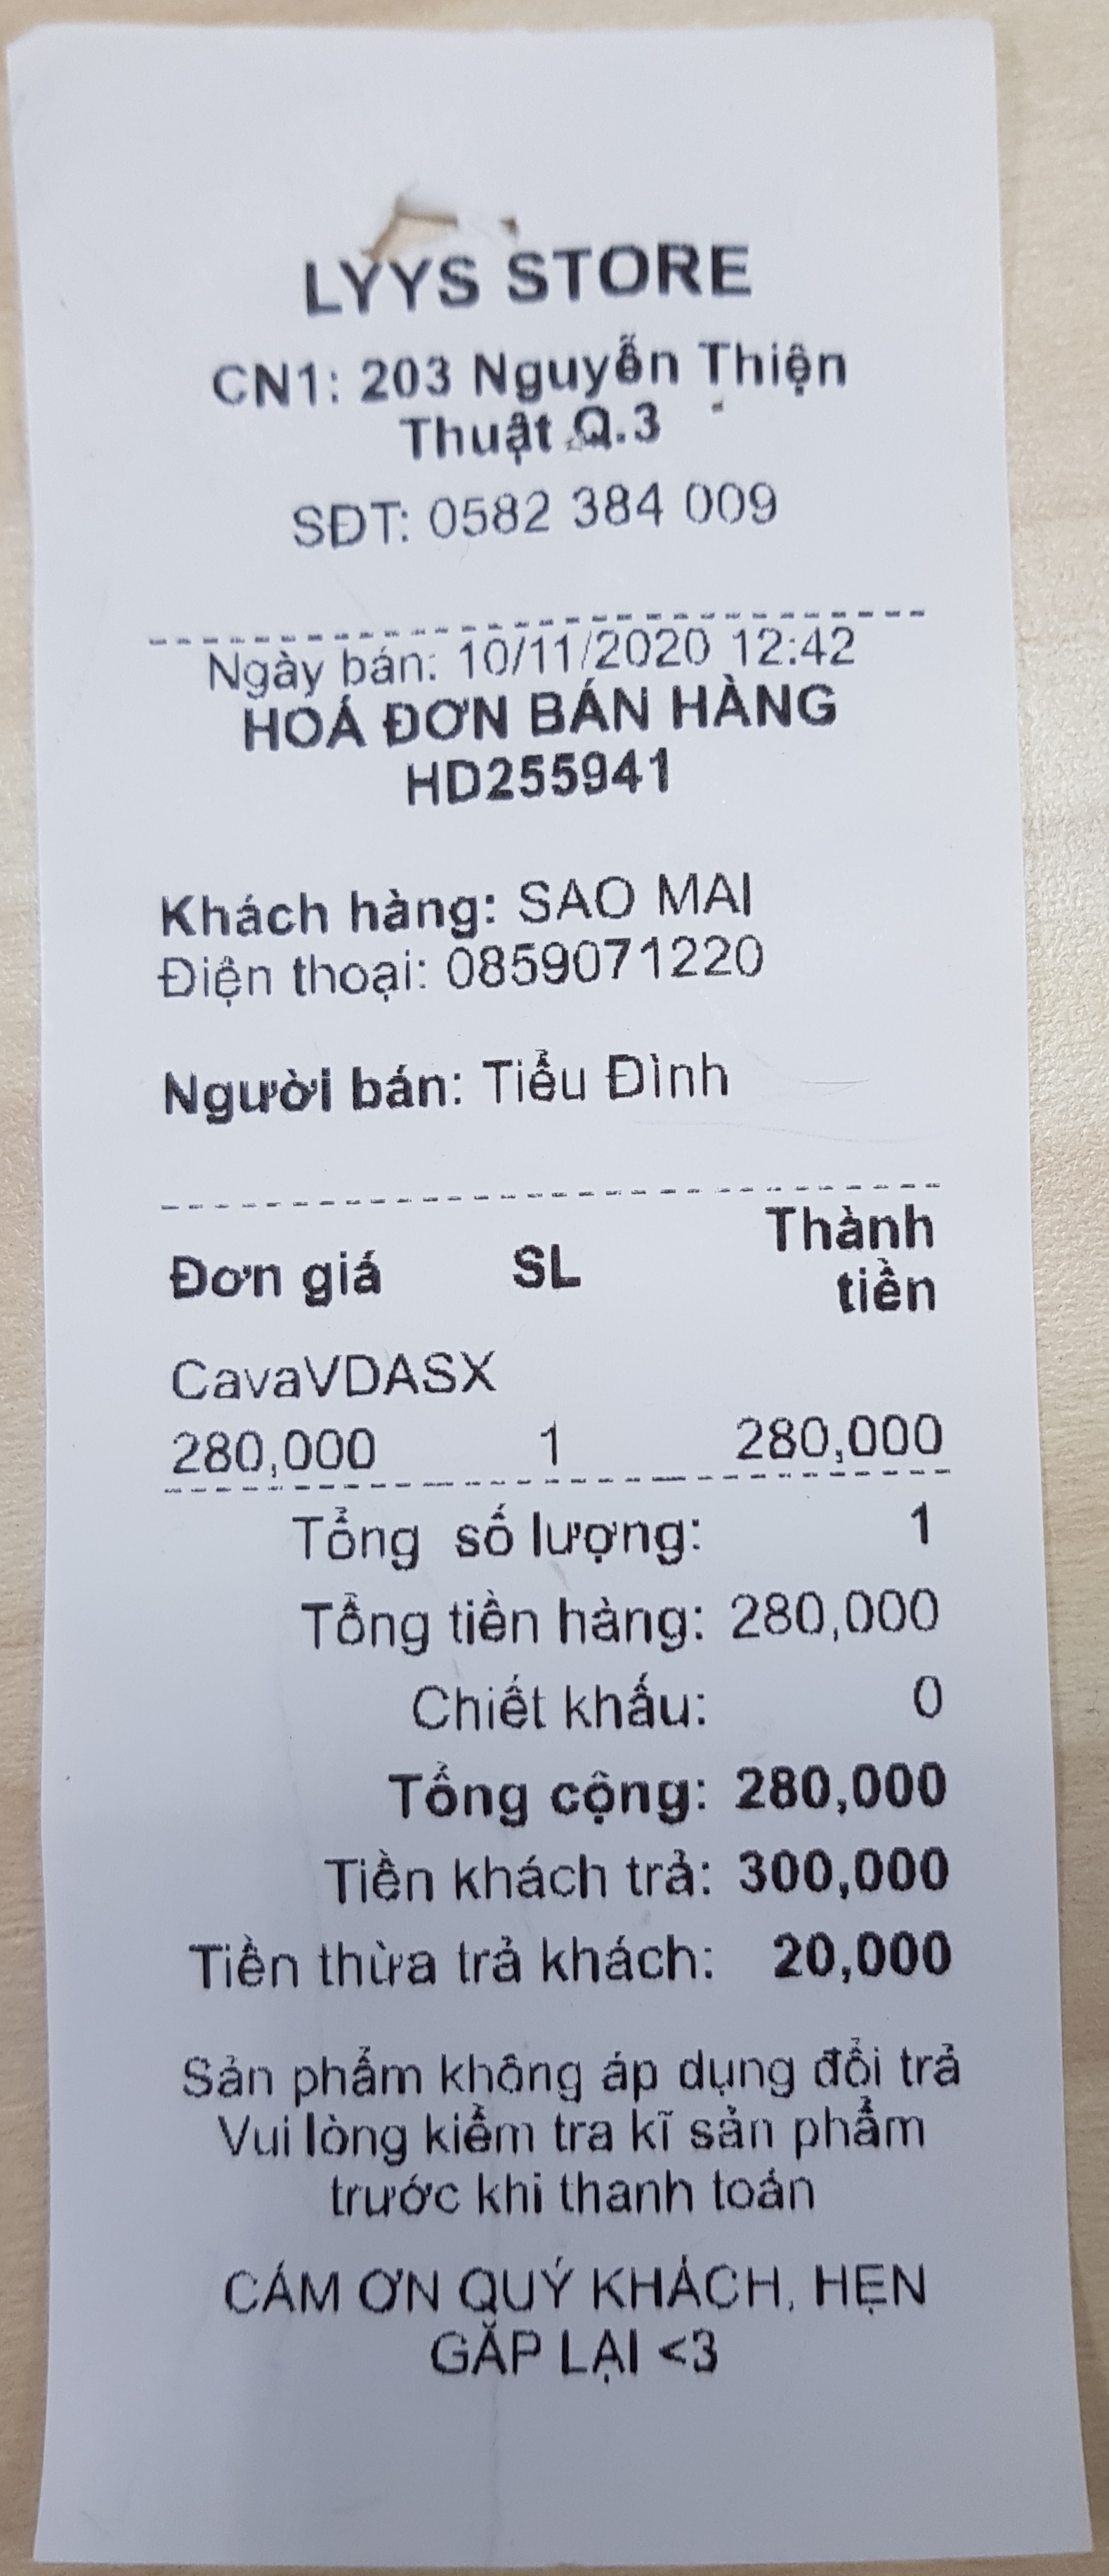 LYYS STORE
CN1: 203 Nguyễn Thiện
Thuật Q.3
SĐT: 0582 384 009
Ngày bán: 10/11/2020 12:42
HOÁ ĐƠN BÁN HÀNG
HD255941
Khách hàng: SAO MAI
Điện thoại: 0859071220
Người bán: Tiểu Đình
Đơn giá SL Thành
tiền
CavaVDASX
280,000 1 280,000
Tổng số lượng: 1
Tổng tiền hàng: 280,000
Chiết khấu: 0
Tổng cộng: 280,000
Tiền khách trả: 300,000
Tiền thừa trả khách: 20,000
Sản phẩm không áp dụng đổi trả
Vui lòng kiểm tra kĩ sản phẩm
trước khi thanh toán
CÁM ƠN QUÝ KHÁCH, HẸN
GẶP LẠI <3